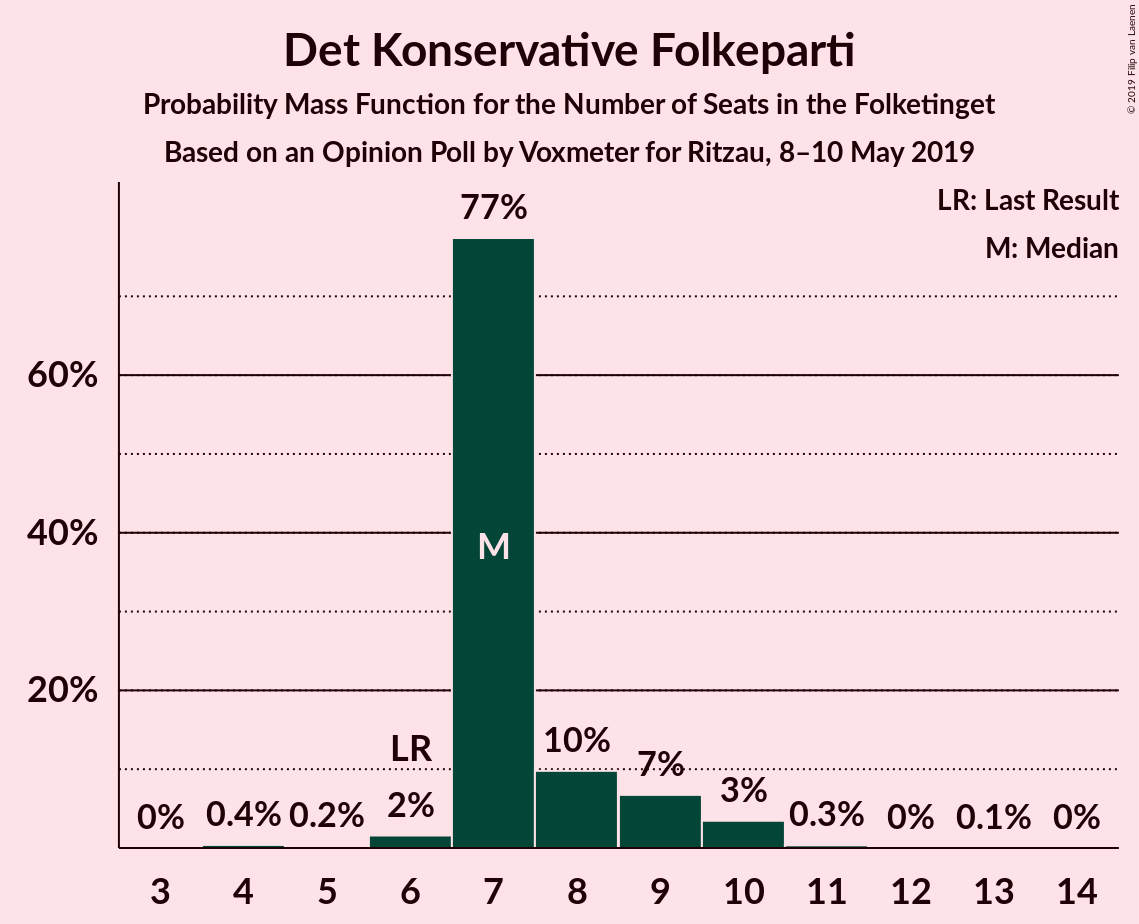 Det Konservative Folkeparti
Probability Mass Function for the Number of Seats in the Folketinget
Based on an Opinion Poll by Voxmeter for Ritzau, 8–10 May 2019
© 2019 Filip van Laenen
LR: Last Result
M: Median
77%
60%
40%
20%
M
LR
0%
0.4%
0.2%
2%
10%
7%
3%
0.3%
0%
0.1%
0%
3 4 5 6 7 8 9 10 11 12 13 14